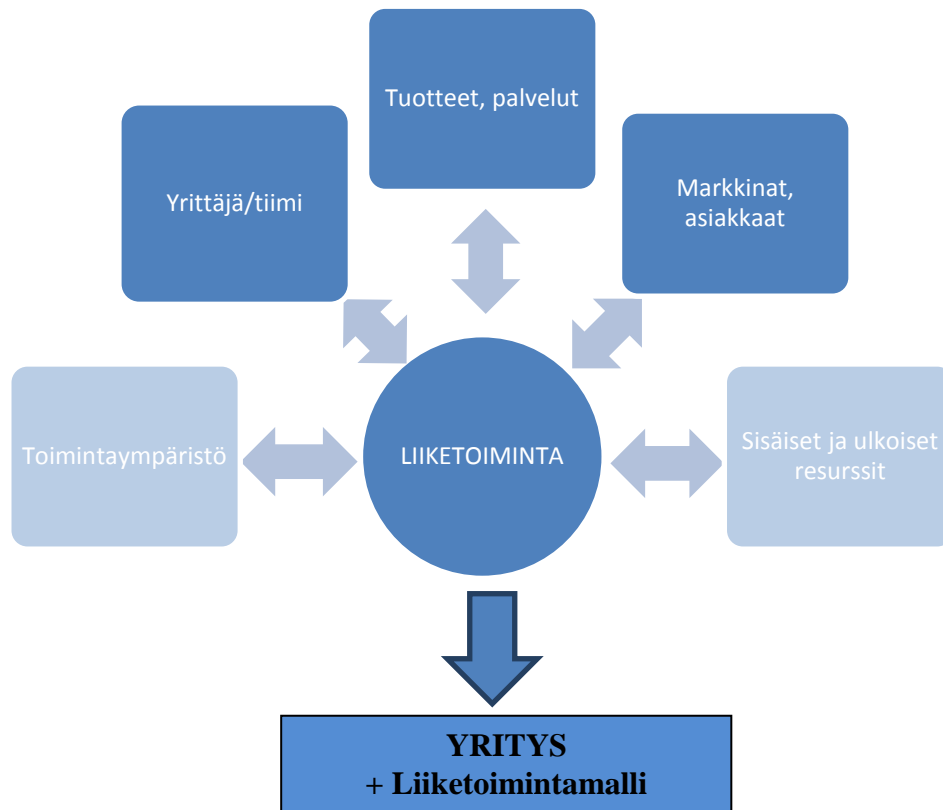 Tuotteet, palvelut
Yrittäjä/tiimi
Markkinat,
asiakkaat
Toimintaympäristö
LIIKETOIMINTA
Sisäiset ja ulkoiset
resurssit
YRITYS
+ Liiketoimintamalli